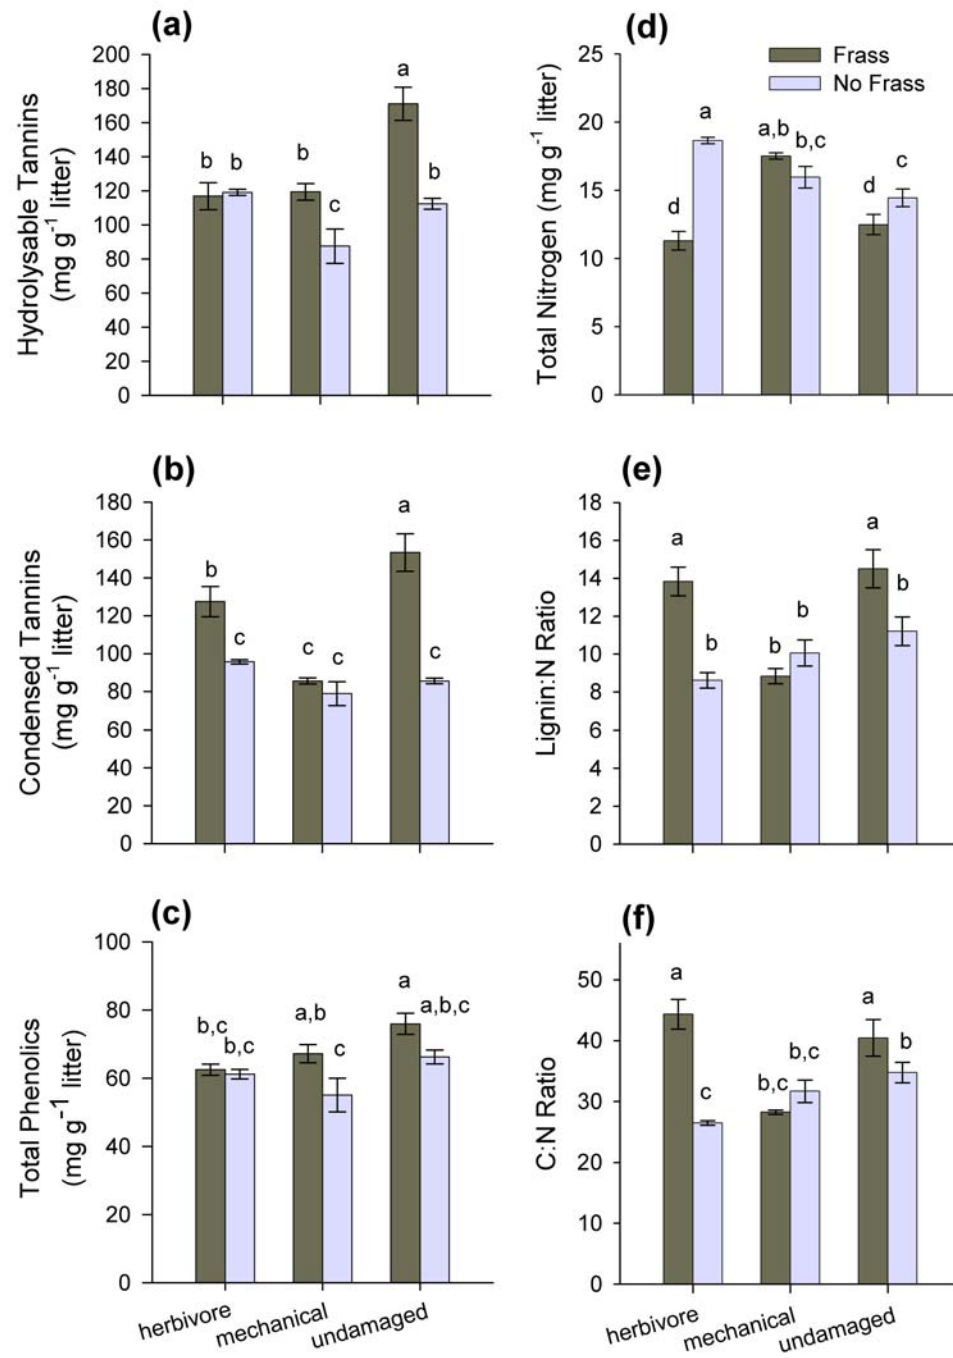 (a)
Hydrolysable Tannins
(mg g⁻¹ litter)
200
180
160
140
120
100
80
60
40
20
0
b b b c a b
(b)
Condensed Tannins
(mg g⁻¹ litter)
180
160
140
120
100
80
60
40
20
0
b c c c a c
(c)
Total Phenolics
(mg g⁻¹ litter)
100
80
60
40
20
0
b,c b,c a,b c a a,b,c
herbivore
mechanical
undamaged
(d)
Frass
No Frass
Total Nitrogen (mg g⁻¹ litter)
25
20
15
10
5
0
d a a,b b,c d c
(e)
Lignin:N Ratio
18
16
14
12
10
8
6
4
2
0
a b b b a b
(f)
C:N Ratio
50
40
30
20
10
0
a c b,c b,c a b
herbivore
mechanical
undamaged